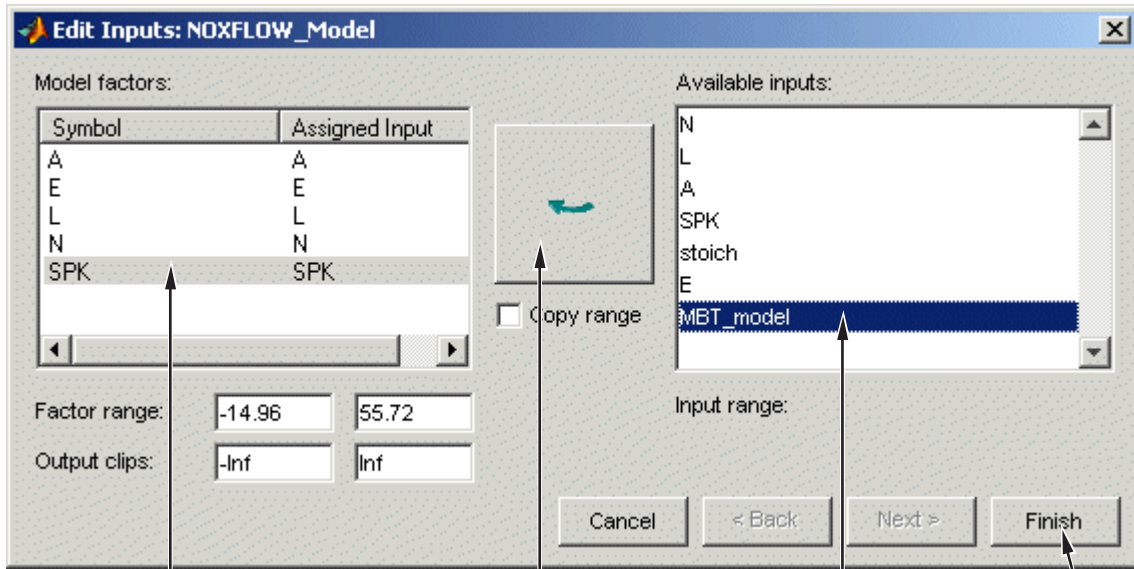 Edit Inputs: NOXFLOW_Model
Model factors:
Symbol Assigned Input
A A
E E
L L
N N
SPK SPK
Factor range: -14.96 55.72
Output clips: -Inf Inf
Copy range
Available inputs:
N
L
A
SPK
stoich
E
MBT_model
Input range:
Cancel < Back Next > Finish